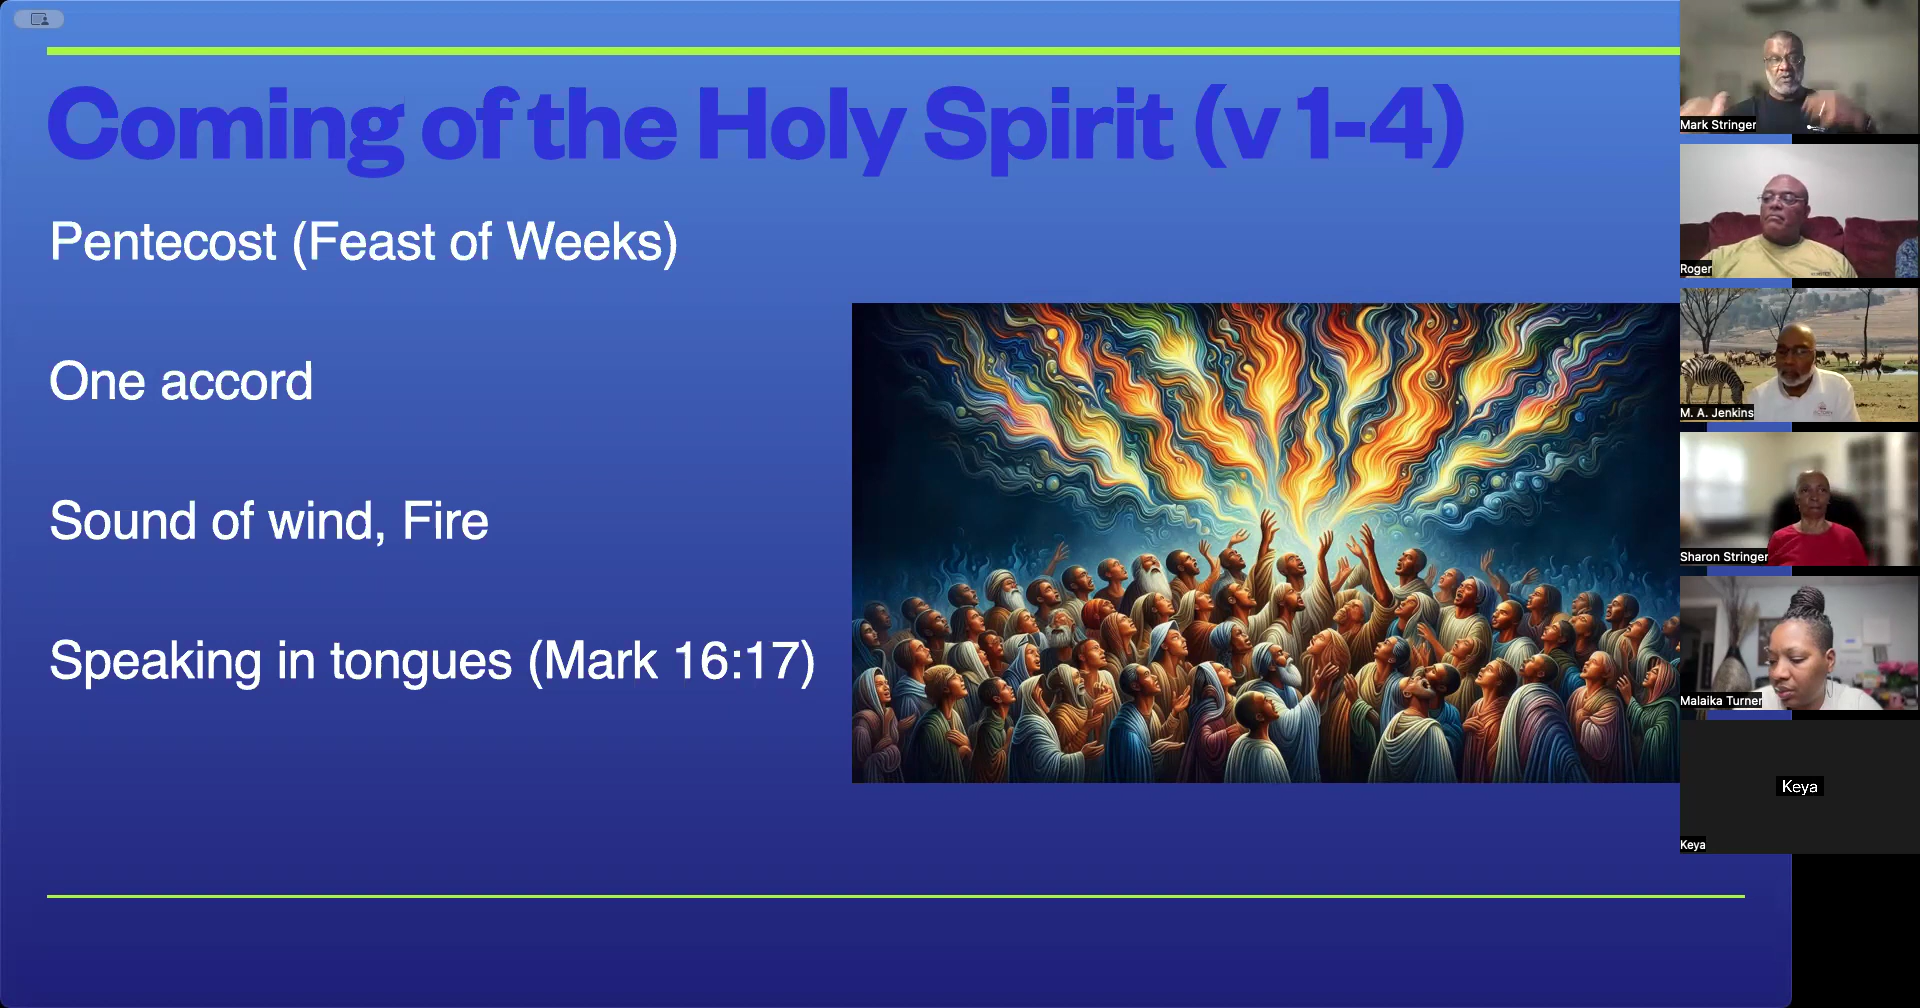 Coming of the Holy Spirit (v 1-4)
Pentecost (Feast of Weeks)
One accord
Sound of wind, Fire
Speaking in tongues (Mark 16:17)
Mark Stringer
Roger
M. A. Jenkins
Sharon Stringer
Malaika Turner
Keya
Keya